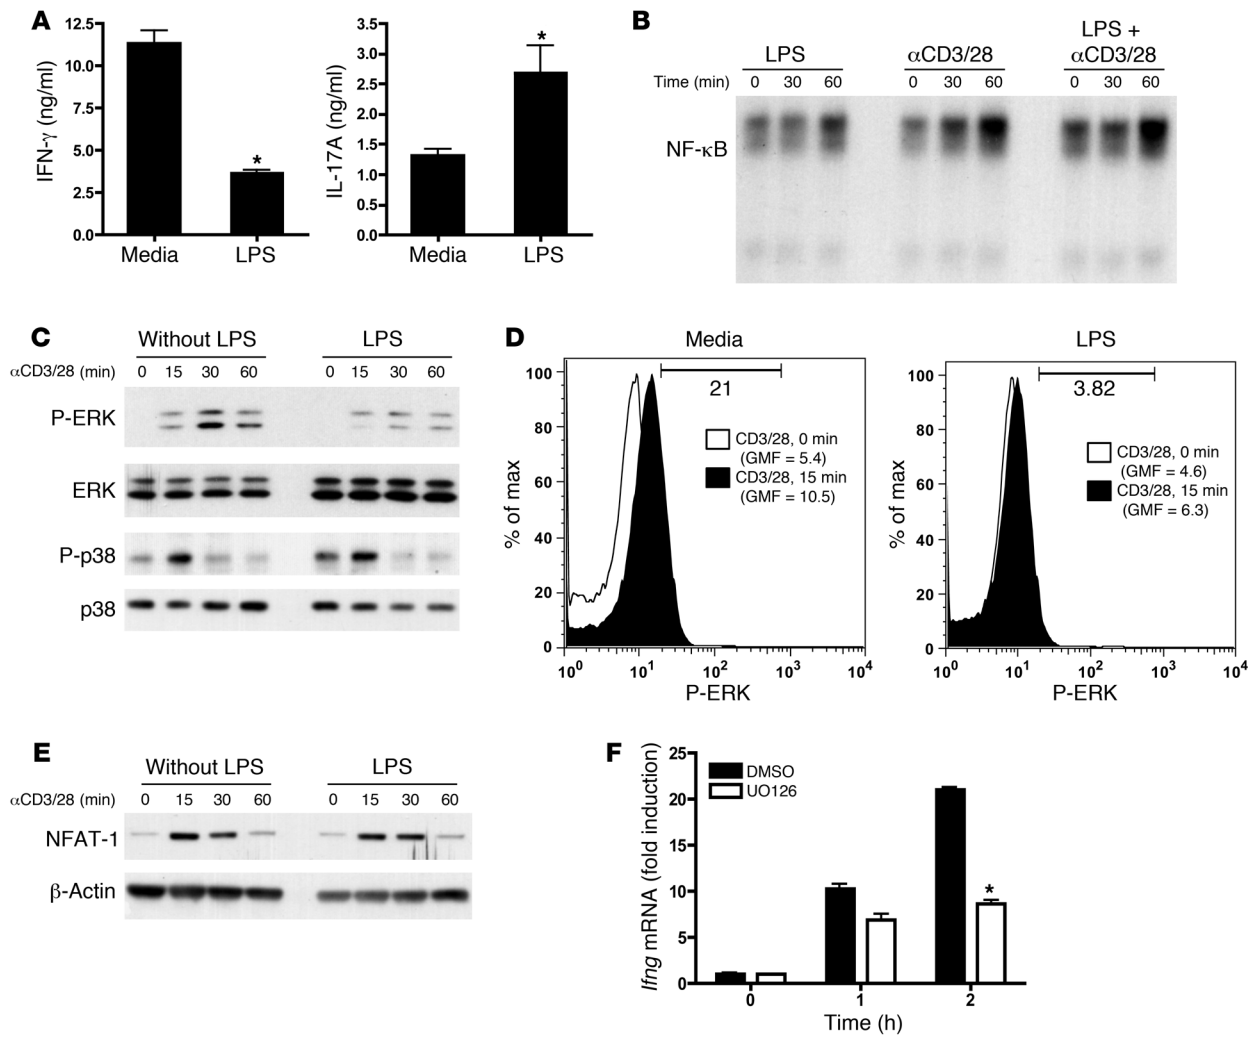 A
12.5
10.0
7.5
5.0
2.5
0.0
IFN-γ (ng/ml)
*
Media LPS
3.5
3.0
2.5
2.0
1.5
1.0
0.5
0.0
IL-17A (ng/ml)
*
Media LPS
B
LPS αCD3/28 LPS +
αCD3/28
Time (min) 0 30 60 0 30 60 0 30 60
NF-κB
C
Without LPS LPS
αCD3/28 (min) 0 15 30 60 0 15 30 60
P-ERK
ERK
P-p38
p38
D
Media
100
80
60
40
20
0
% of max
21
CD3/28, 0 min
(GMF = 5.4)
CD3/28, 15 min
(GMF = 10.5)
10⁰ 10¹ 10² 10³ 10⁴
P-ERK
LPS
100
80
60
40
20
0
% of max
3.82
CD3/28, 0 min
(GMF = 4.6)
CD3/28, 15 min
(GMF = 6.3)
10⁰ 10¹ 10² 10³ 10⁴
P-ERK
E
Without LPS LPS
αCD3/28 (min) 0 15 30 60 0 15 30 60
NFAT-1
β-Actin
F
25
20
15
10
5
0
Ifng mRNA (fold induction)
DMSO
UO126
*
0 1 2
Time (h)